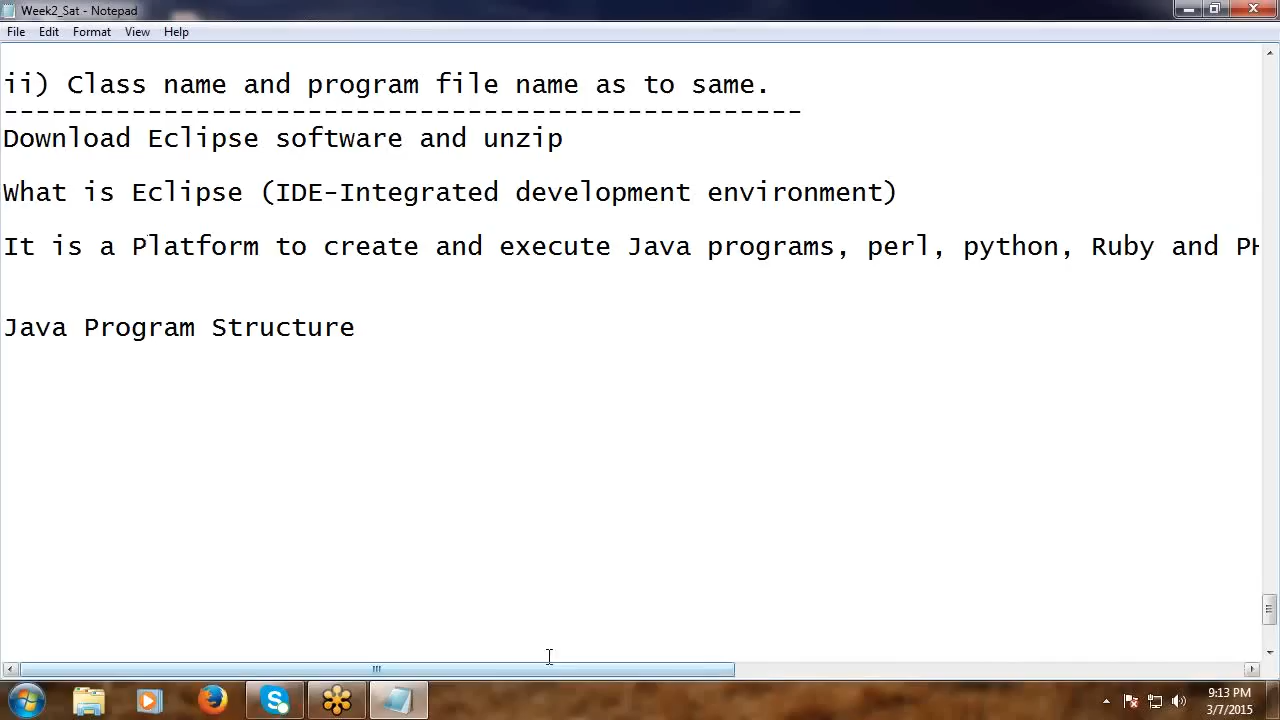 Week2_Sat - Notepad
File Edit Format View Help
ii) Class name and program file name as to same.
--------------------------------------------------
Download Eclipse software and unzip
What is Eclipse (IDE-Integrated development environment)
It is a Platform to create and execute Java programs, perl, python, Ruby and PH
Java Program Structure
9:13 PM
3/7/2015